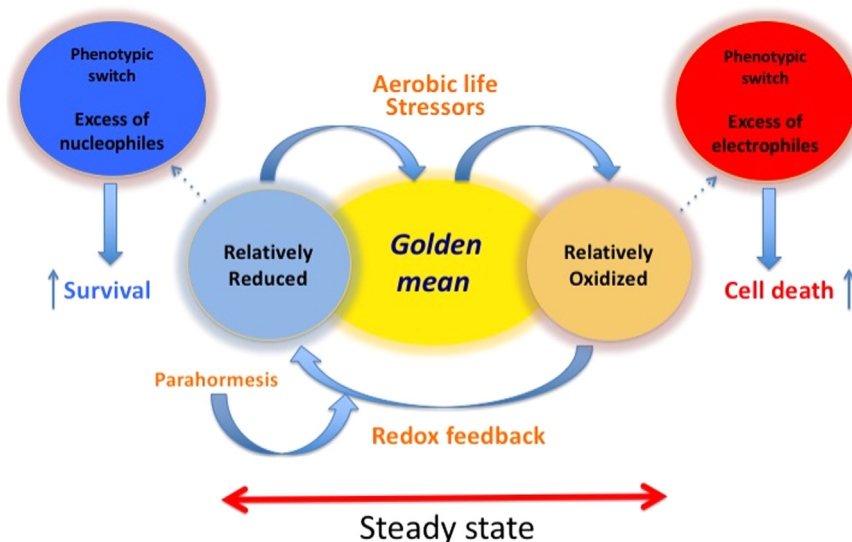 Phenotypic
switch
Excess of
nucleophiles
Survival
Aerobic life
Stressors
Relatively
Reduced
Golden
mean
Relatively
Oxidized
Phenotypic
switch
Excess of
electrophiles
Cell death
Parahormesis
Redox feedback
Steady state